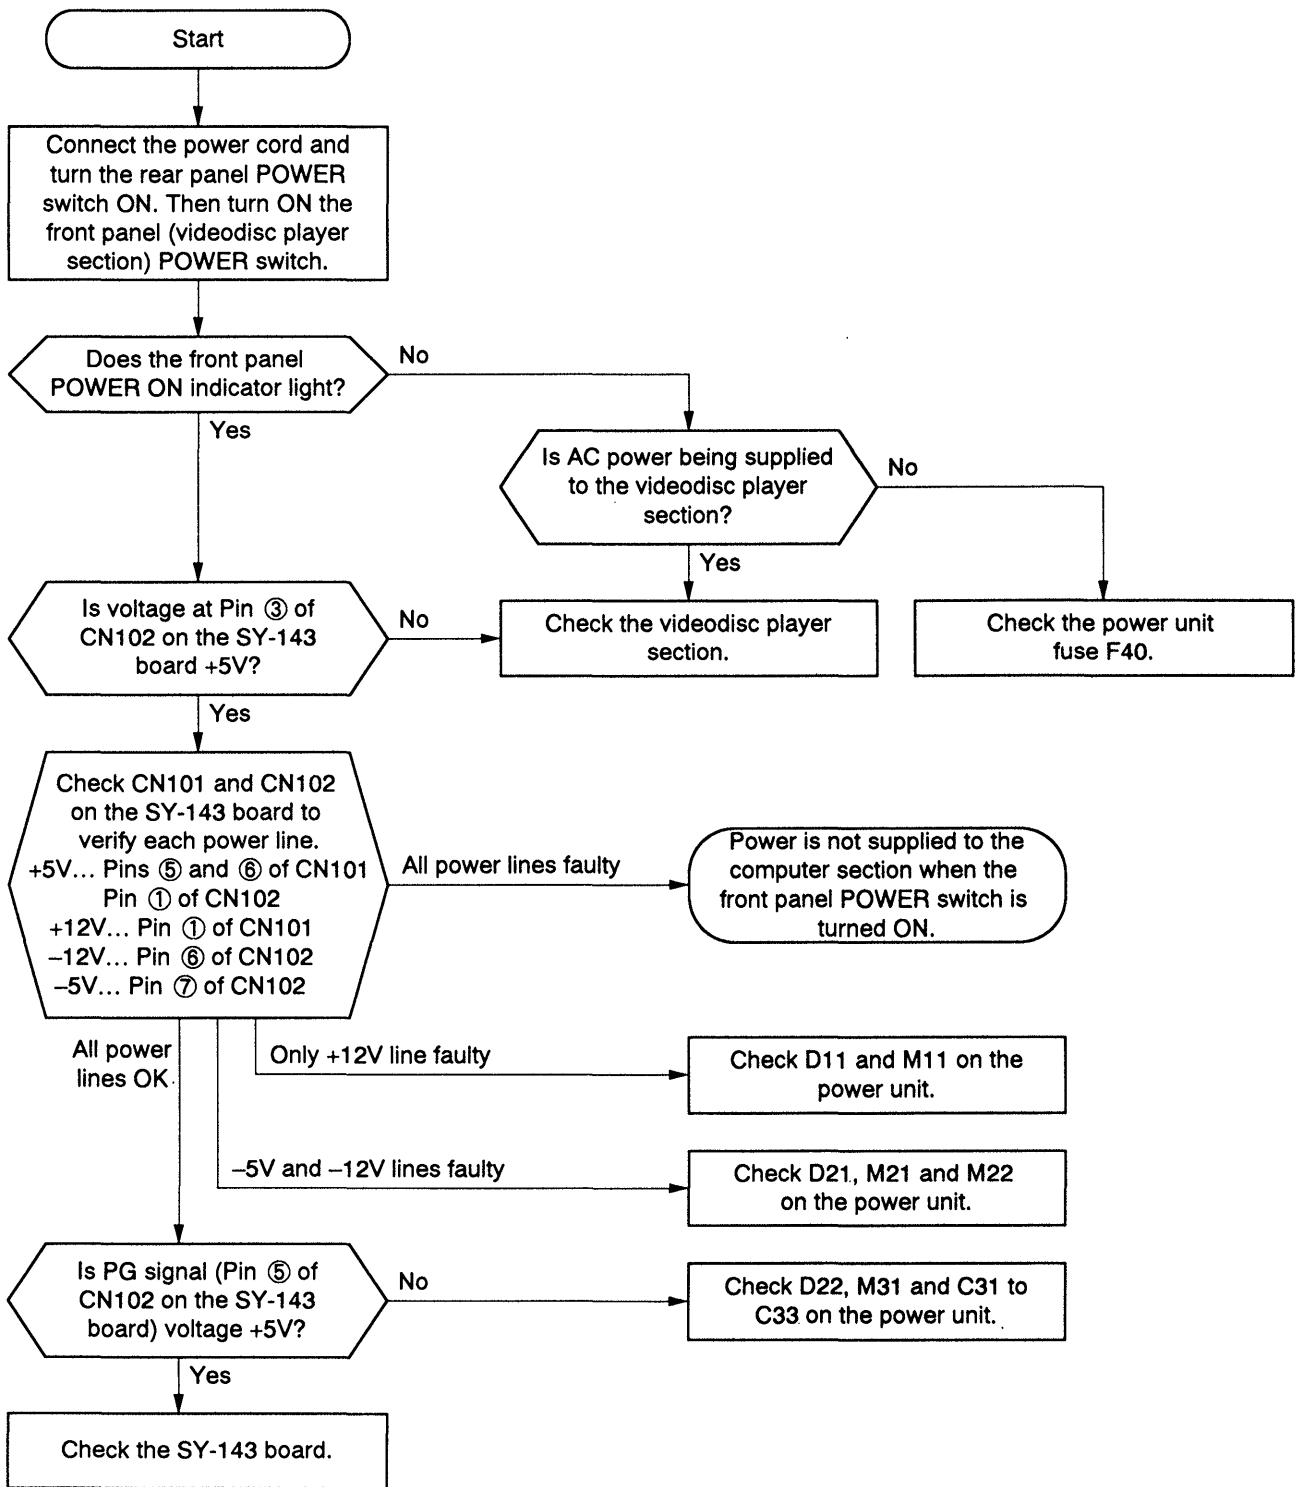 Start
Connect the power cord and
turn the rear panel POWER
switch ON. Then turn ON the
front panel (videodisc player
section) POWER switch.
Does the front panel
POWER ON indicator light?
No
Yes
Is AC power being supplied
to the videodisc player
section?
No
Yes
Is voltage at Pin ③ of
CN102 on the SY-143
board +5V?
No
Yes
Check the videodisc player
section.
Check the power unit
fuse F40.
Check CN101 and CN102
on the SY-143 board to
verify each power line.
+5V... Pins ⑤ and ⑥ of CN101
Pin ① of CN102
+12V... Pin ① of CN101
–12V... Pin ⑥ of CN102
–5V... Pin ⑦ of CN102
All power lines faulty
Power is not supplied to the
computer section when the
front panel POWER switch is
turned ON.
All power
lines OK
Only +12V line faulty
Check D11 and M11 on the
power unit.
–5V and –12V lines faulty
Check D21, M21 and M22
on the power unit.
Is PG signal (Pin ⑤ of
CN102 on the SY-143
board) voltage +5V?
No
Check D22, M31 and C31 to
C33 on the power unit.
Yes
Check the SY-143 board.